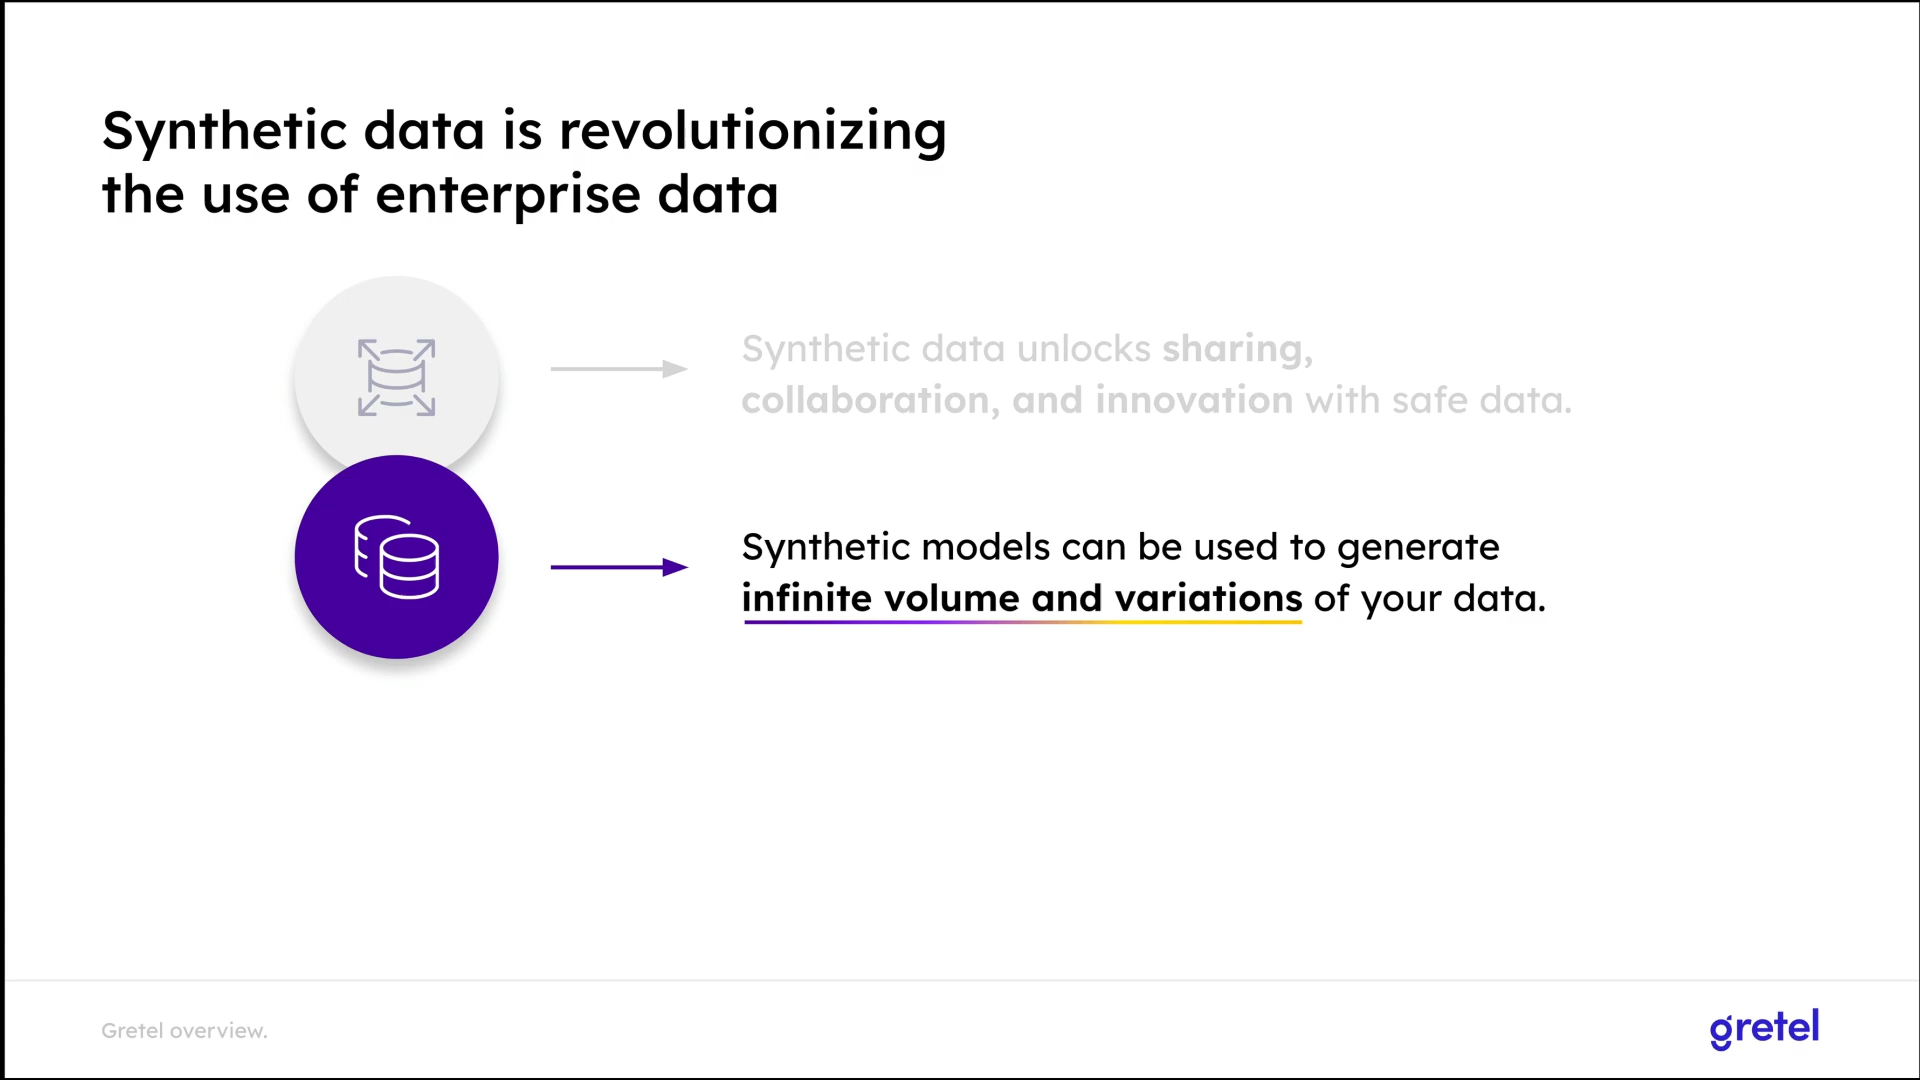 Synthetic data is revolutionizing
the use of enterprise data
Synthetic data unlocks sharing,
collaboration, and innovation with safe data.
Synthetic models can be used to generate
infinite volume and variations of your data.
Gretel overview.
gretel